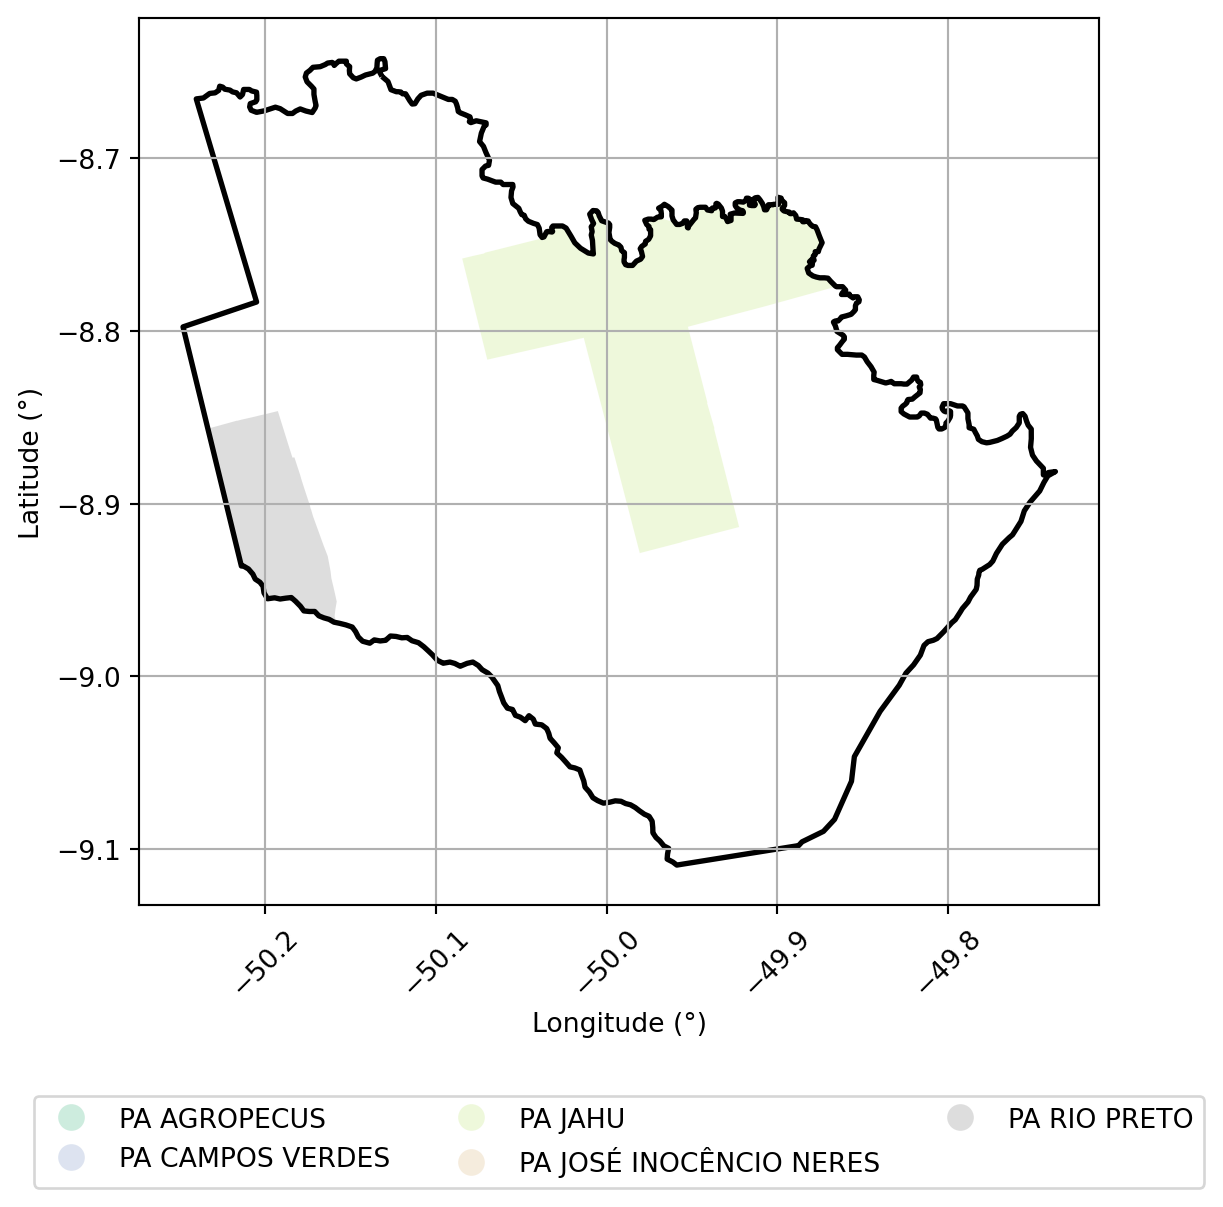 −8.7
−8.8
−8.9
−9.0
−9.1
Latitude (°)
−50.2
−50.1
−50.0
−49.9
−49.8
Longitude (°)
PA AGROPECUS
PA CAMPOS VERDES
PA JAHU
PA JOSÉ INOCÊNCIO NERES
PA RIO PRETO